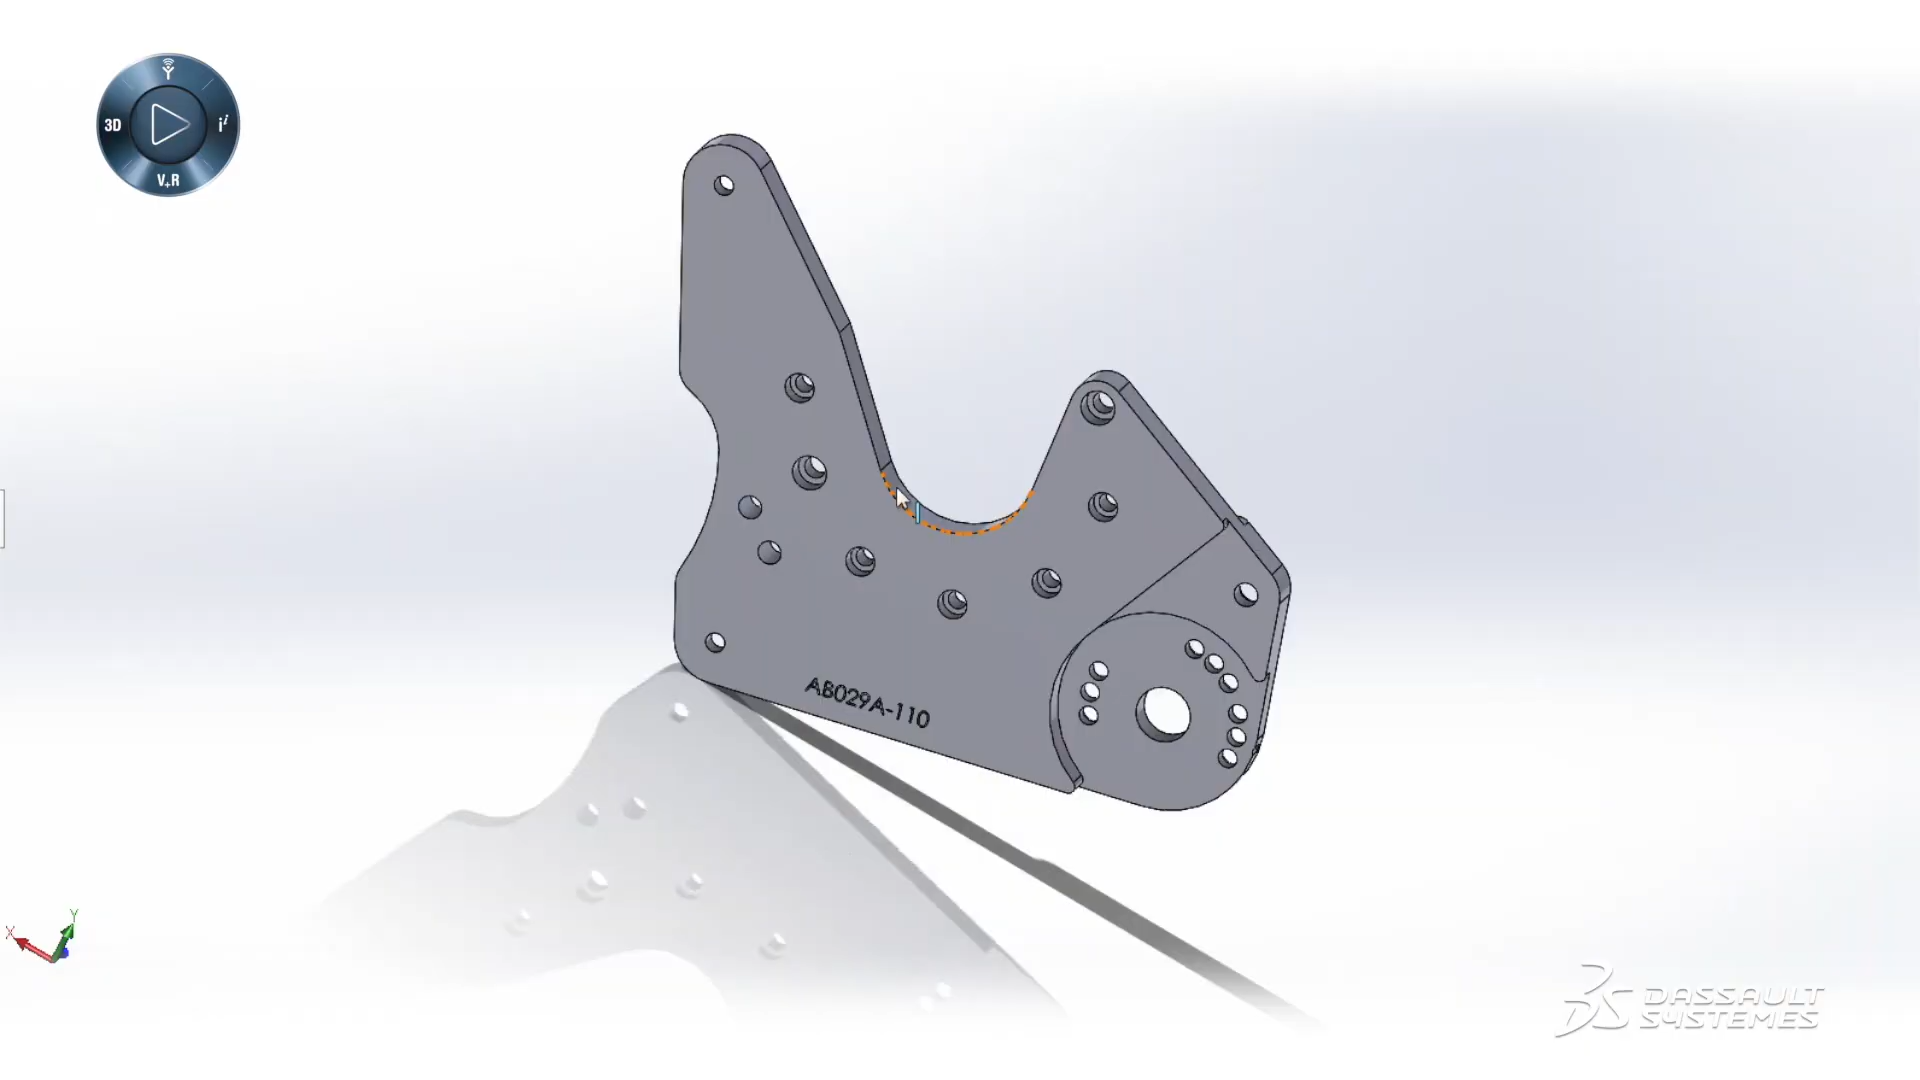 3D
V+R
i
AB029A-110
X
Y
DASSAULT
SYSTEMES